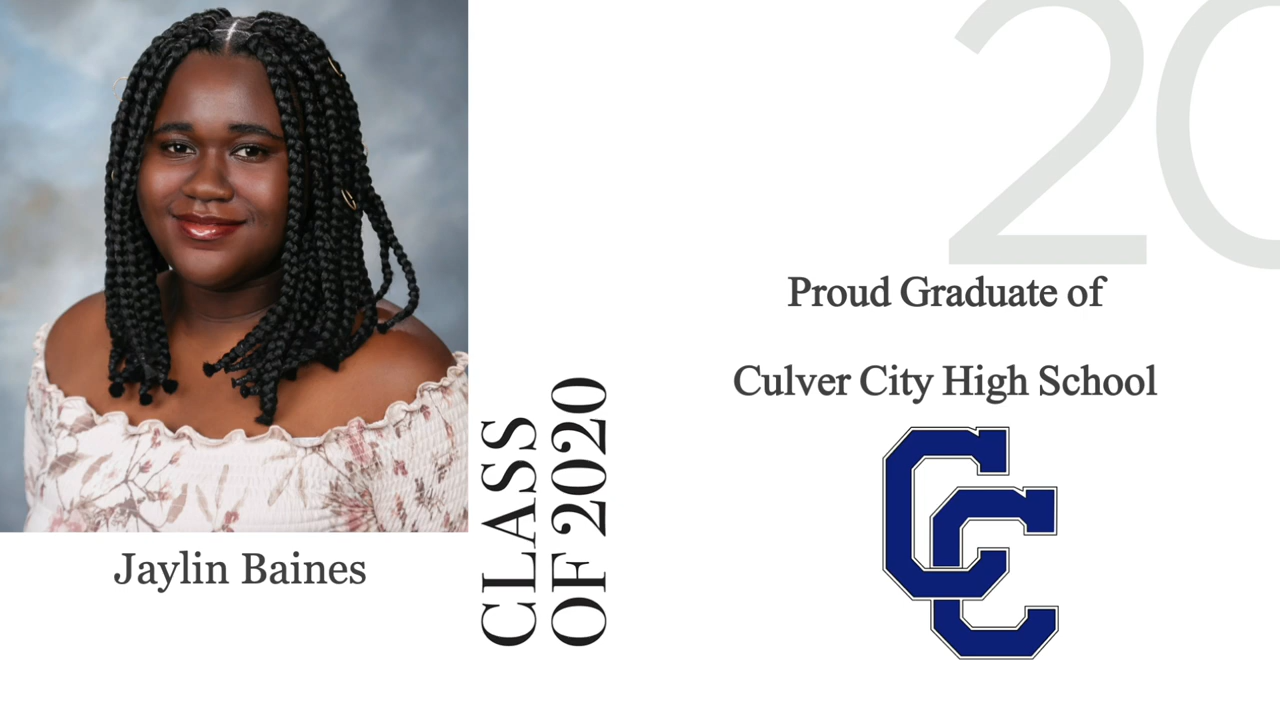 20
Proud Graduate of
Culver City High School
CC
Jaylin Baines
CLASS
OF 2020